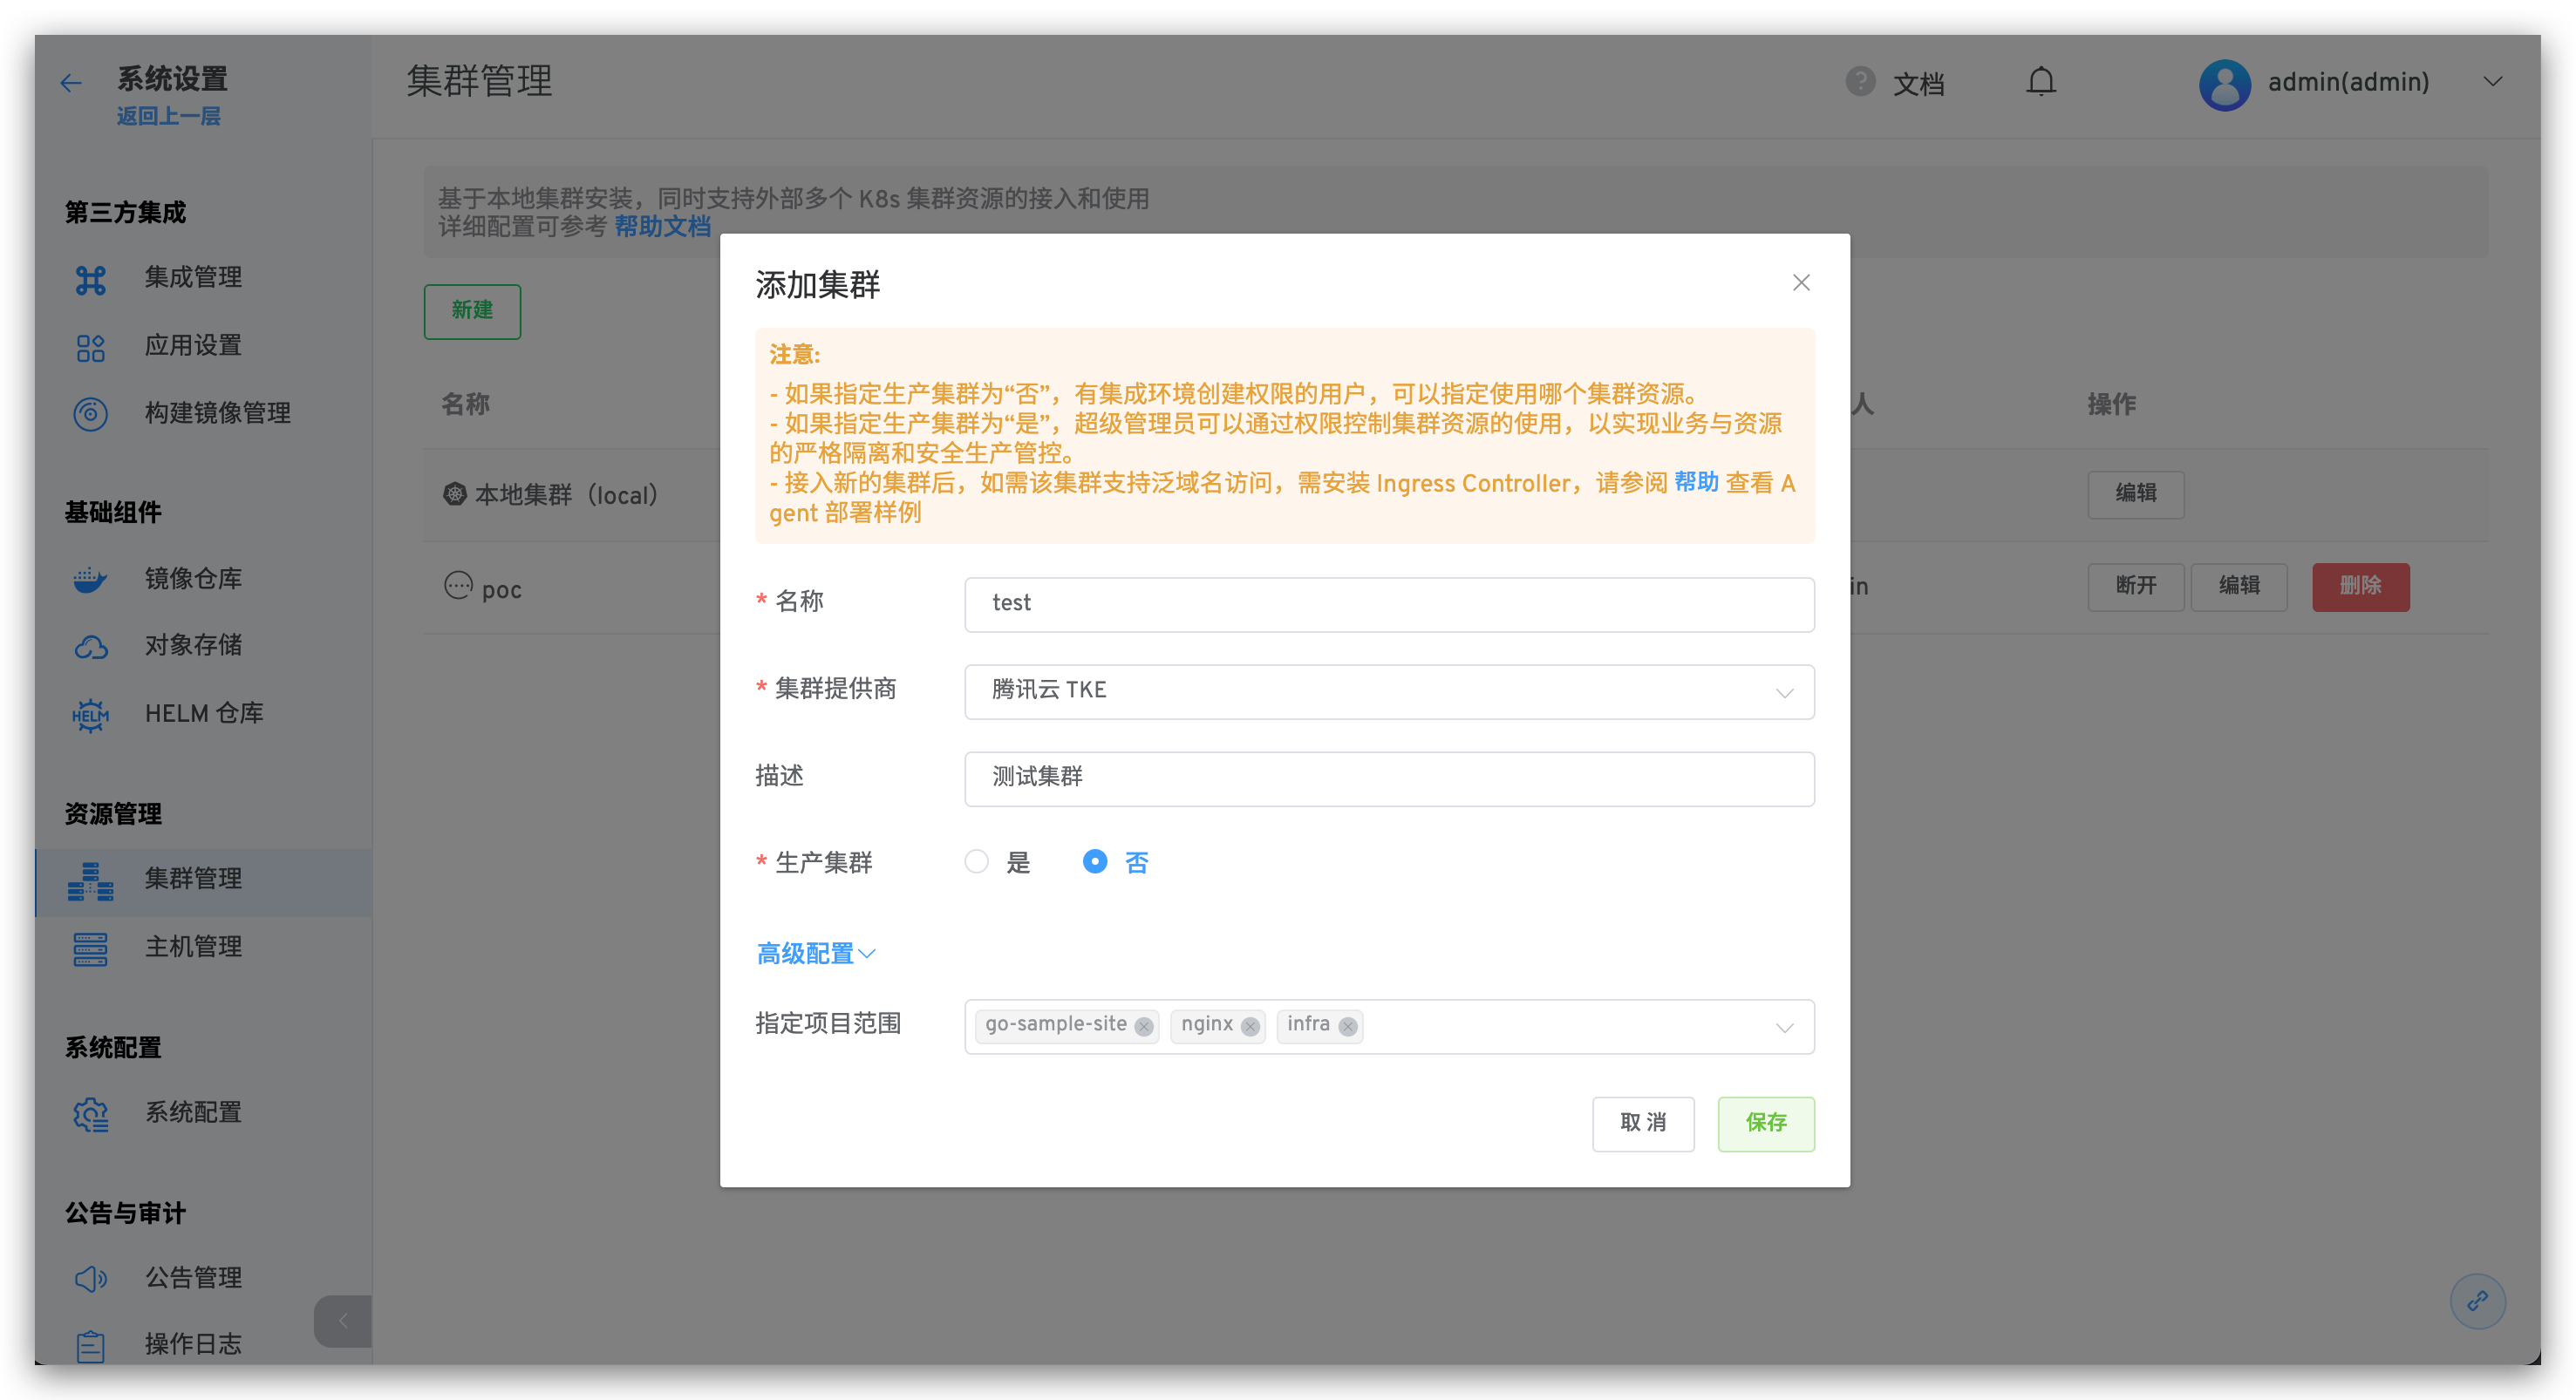 系统设置
返回上一层
第三方集成
集成管理
应用设置
构建镜像管理
基础组件
镜像仓库
对象存储
HELM
HELM 仓库
资源管理
集群管理
主机管理
系统配置
系统配置
公告与审计
公告管理
操作日志
集群管理
? 文档
admin(admin)
基于本地集群安装，同时支持外部多个 K8s 集群资源的接入和使用
详细配置可参考 帮助文档
新建
名称
人
操作
本地集群（local）
编辑
poc
in
断开 编辑 删除
添加集群
注意:
- 如果指定生产集群为“否”，有集成环境创建权限的用户，可以指定使用哪个集群资源。
- 如果指定生产集群为“是”，超级管理员可以通过权限控制集群资源的使用，以实现业务与资源
的严格隔离和安全生产管控。
- 接入新的集群后，如需该集群支持泛域名访问，需安装 Ingress Controller，请参阅 帮助 查看 A
gent 部署样例
* 名称 test
* 集群提供商 腾讯云 TKE
描述 测试集群
* 生产集群 是 否
高级配置
指定项目范围 go-sample-site nginx infra
取 消 保存